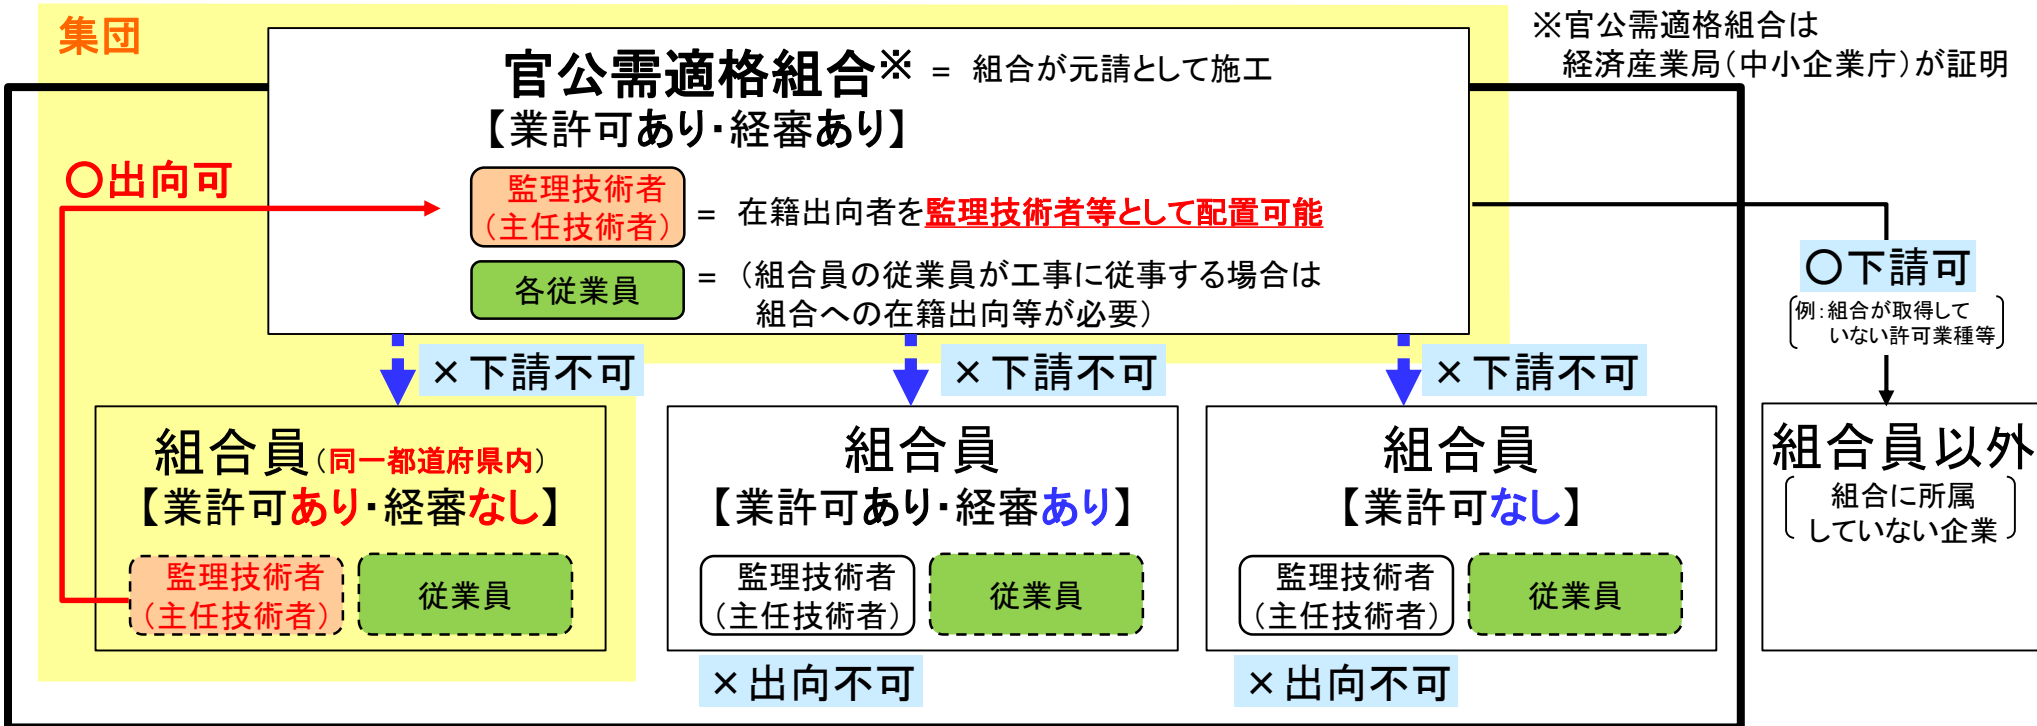 集団
※官公需適格組合は
経済産業局（中小企業庁）が証明
官公需適格組合※ ＝ 組合が元請として施工
【業許可あり・経審あり】
〇出向可
監理技術者
（主任技術者）
＝ 在籍出向者を監理技術者等として配置可能
各従業員
＝ （組合員の従業員が工事に従事する場合は
組合への在籍出向等が必要）
〇下請可
例：組合が取得して
いない許可業種等
×下請不可
×下請不可
×下請不可
組合員（同一都道府県内）
【業許可あり・経審なし】
監理技術者
（主任技術者）
従業員
組合員
【業許可あり・経審あり】
監理技術者
（主任技術者）
従業員
×出向不可
組合員
【業許可なし】
監理技術者
（主任技術者）
従業員
×出向不可
組合員以外
組合に所属
していない企業